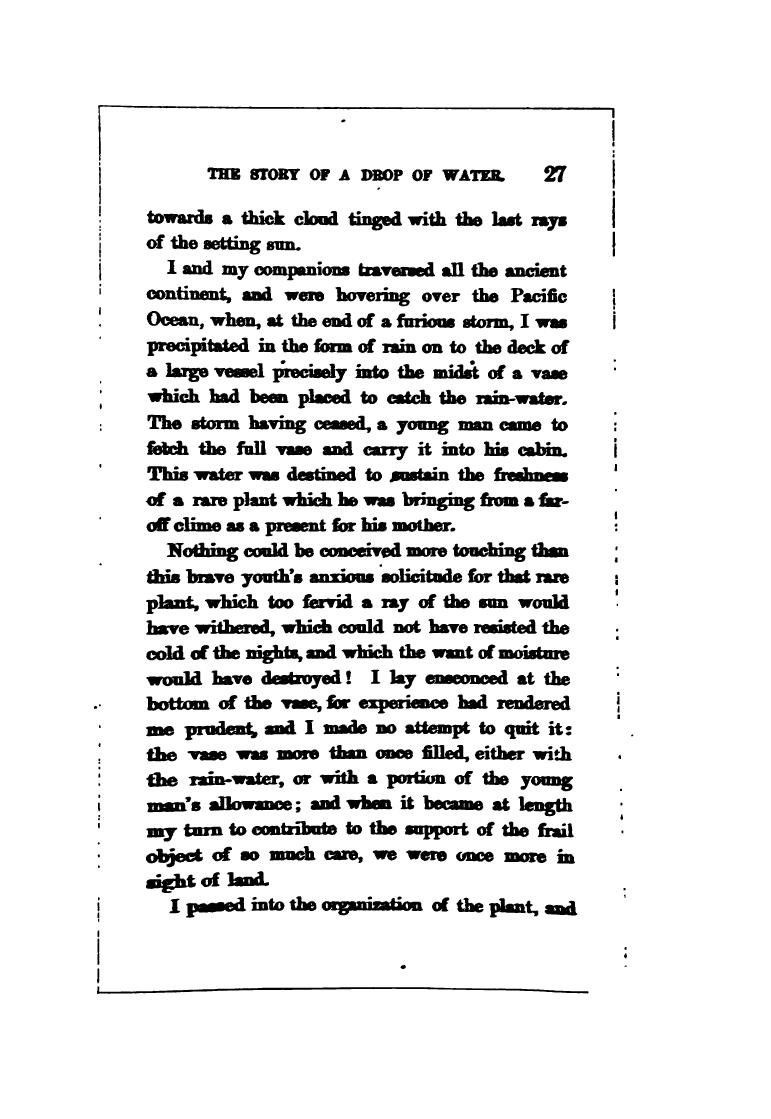 THE STORY OF A DROP OF WATER. 27
towards a thick cloud tinged with the last rays
of the setting sun.
I and my companions traversed all the ancient
continent, and were hovering over the Pacific
Ocean, when, at the end of a furious storm, I was
precipitated in the form of rain on to the deck of
a large vessel precisely into the midst of a vase
which had been placed to catch the rain-water.
The storm having ceased, a young man came to
fetch the full vase and carry it into his cabin.
This water was destined to sustain the freshness
of a rare plant which he was bringing from a far-
off clime as a present for his mother.
Nothing could be conceived more touching than
this brave youth's anxious solicitude for that rare
plant, which too fervid a ray of the sun would
have withered, which could not have resisted the
cold of the nights, and which the want of moisture
would have destroyed! I lay ensconced at the
bottom of the vase, for experience had rendered
me prudent, and I made no attempt to quit it:
the vase was more than once filled, either with
the rain-water, or with a portion of the young
man's allowance; and when it became at length
my turn to contribute to the support of the frail
object of so much care, we were once more in
sight of land.
I passed into the organization of the plant, and